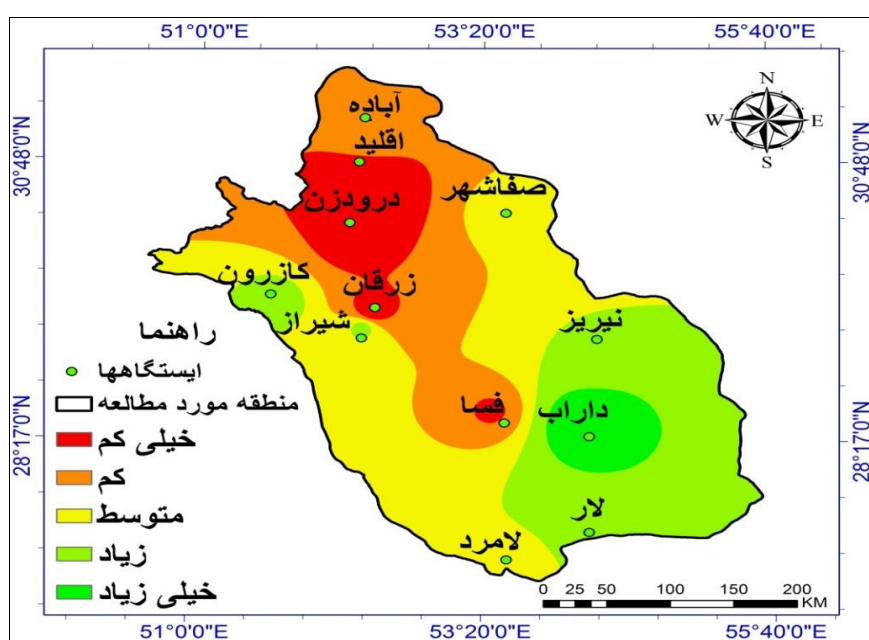 51°0'0"E 53°20'0"E 55°40'0"E
30°48'0"N
30°48'0"N
28°17'0"N
28°17'0"N
N
W E
S
آباده
اقلید
درودزن
صفاشهر
کازرون
زرقان
شیراز
نیریز
فسا
داراب
لار
لامرد
راهنما
ایستگاهها
منطقه مورد مطالعه
خیلی کم
کم
متوسط
زیاد
خیلی زیاد
0 25 50 100 150 200
KM
51°0'0"E 53°20'0"E 55°40'0"E